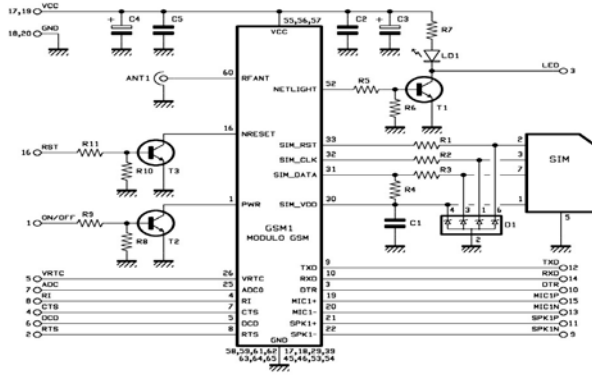 17,19 VCC
C4 C5 55,56,57 C2 C3 R7
18,20 GND
VCC LD1
LED 3
ANT1 60 RFANT
NETLIGHT 52 R5
R6 T1
16 RST R11 16 NRESET
R10 T3
SIM_RST 33 R1 2
SIM_CLK 32 R2 3 SIM
SIM_DATA 31 R3 7
R4
1 ON/OFF R9 1 PWR
SIM_VDD 30 4 3 1 6 1
R8 T2
C1 D1
2 5
GSM1
MODULO GSM
TXD 9 TXD 12
5 VRTC 26 VRTC RXD 10 RXD 14
7 ADC 25 ADC0 DTR 3 DTR 10
8 RI 4 RI MIC1+ 19 MIC1P 15
4 CTS 7 CTS MIC1- 20 MIC1N 13
6 DCD 5 DCD SPK1+ 21 SPK1P 11
2 RTS 8 RTS SPK1- 22 SPK1N 9
GND
58,59,61,62 17,18,29,39
63,64,65 45,46,53,54